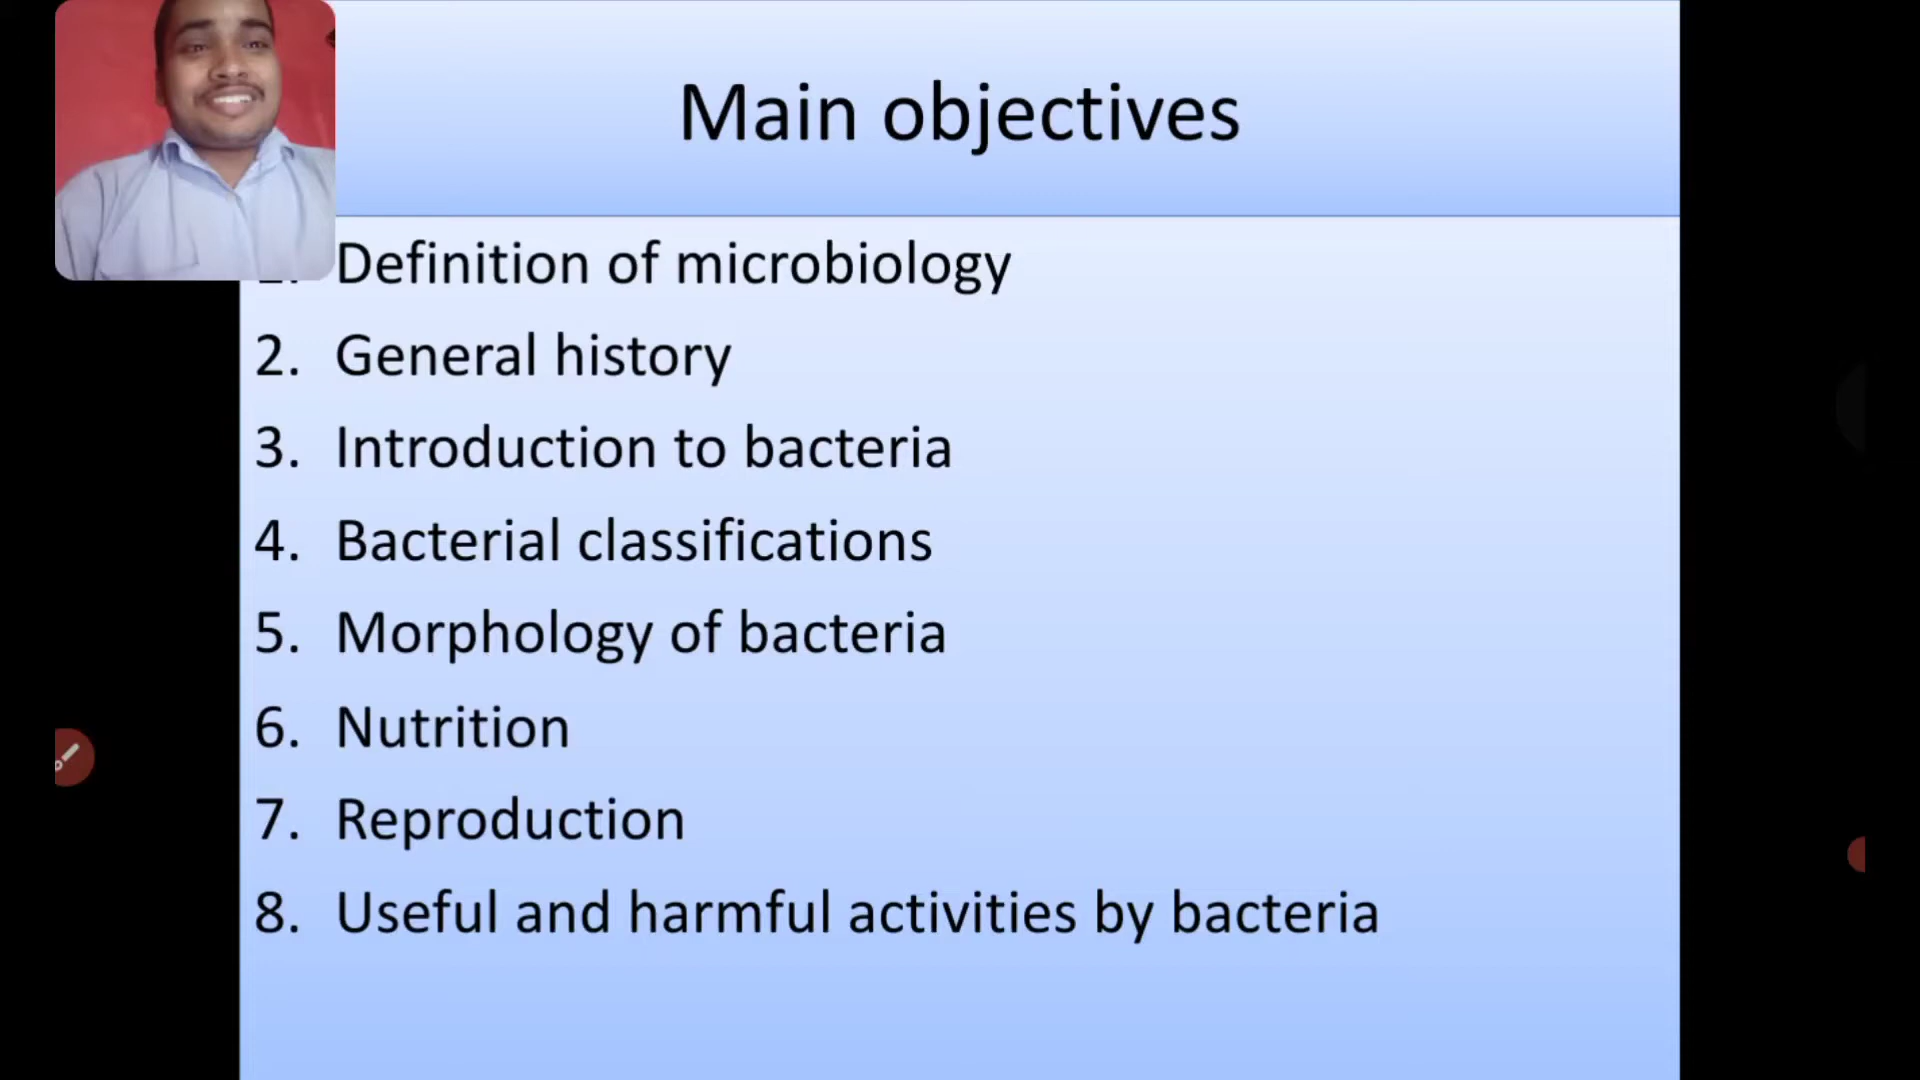 Main objectives
1. Definition of microbiology
2. General history
3. Introduction to bacteria
4. Bacterial classifications
5. Morphology of bacteria
6. Nutrition
7. Reproduction
8. Useful and harmful activities by bacteria